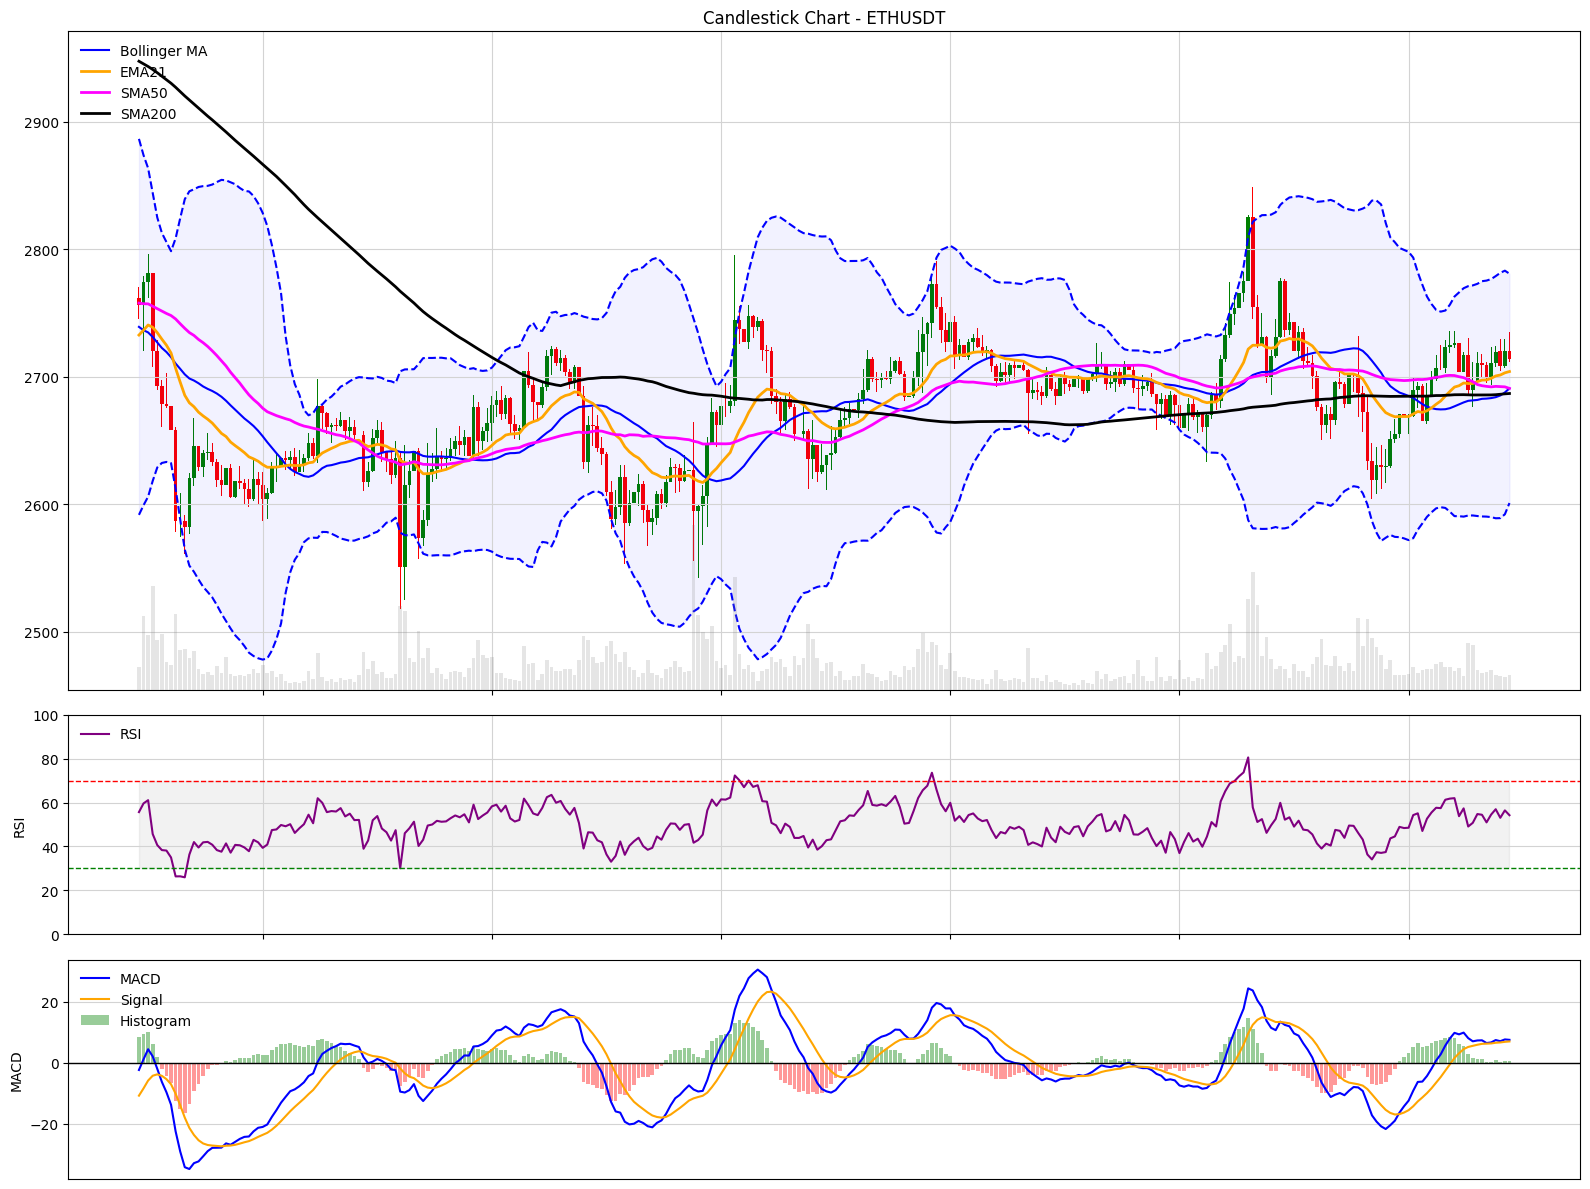 Candlestick Chart - ETHUSDT
Bollinger MA
EMA21
SMA50
SMA200
2900
2800
2700
2600
2500
100
80
60
40
20
0
RSI
RSI
20
0
−20
MACD
MACD
Signal
Histogram